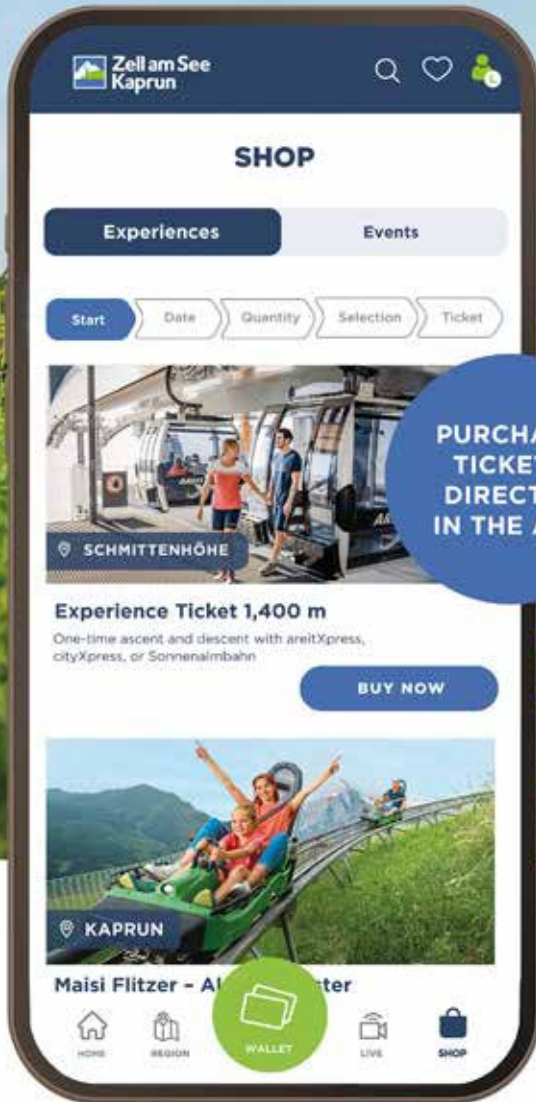 Zell am See
Kaprun
SHOP
Experiences Events
Start Date Quantity Selection Ticket
SCHMITTENHÖHE
DIRECT
IN THE
Experience Ticket 1,400 m
One-time ascent and descent with areitXpress,
cityXpress, or Sonnenalmbahn
BUY NOW
KAPRUN
Maisi Flitzer –
HOME REGION WALLET LIVE SHOP